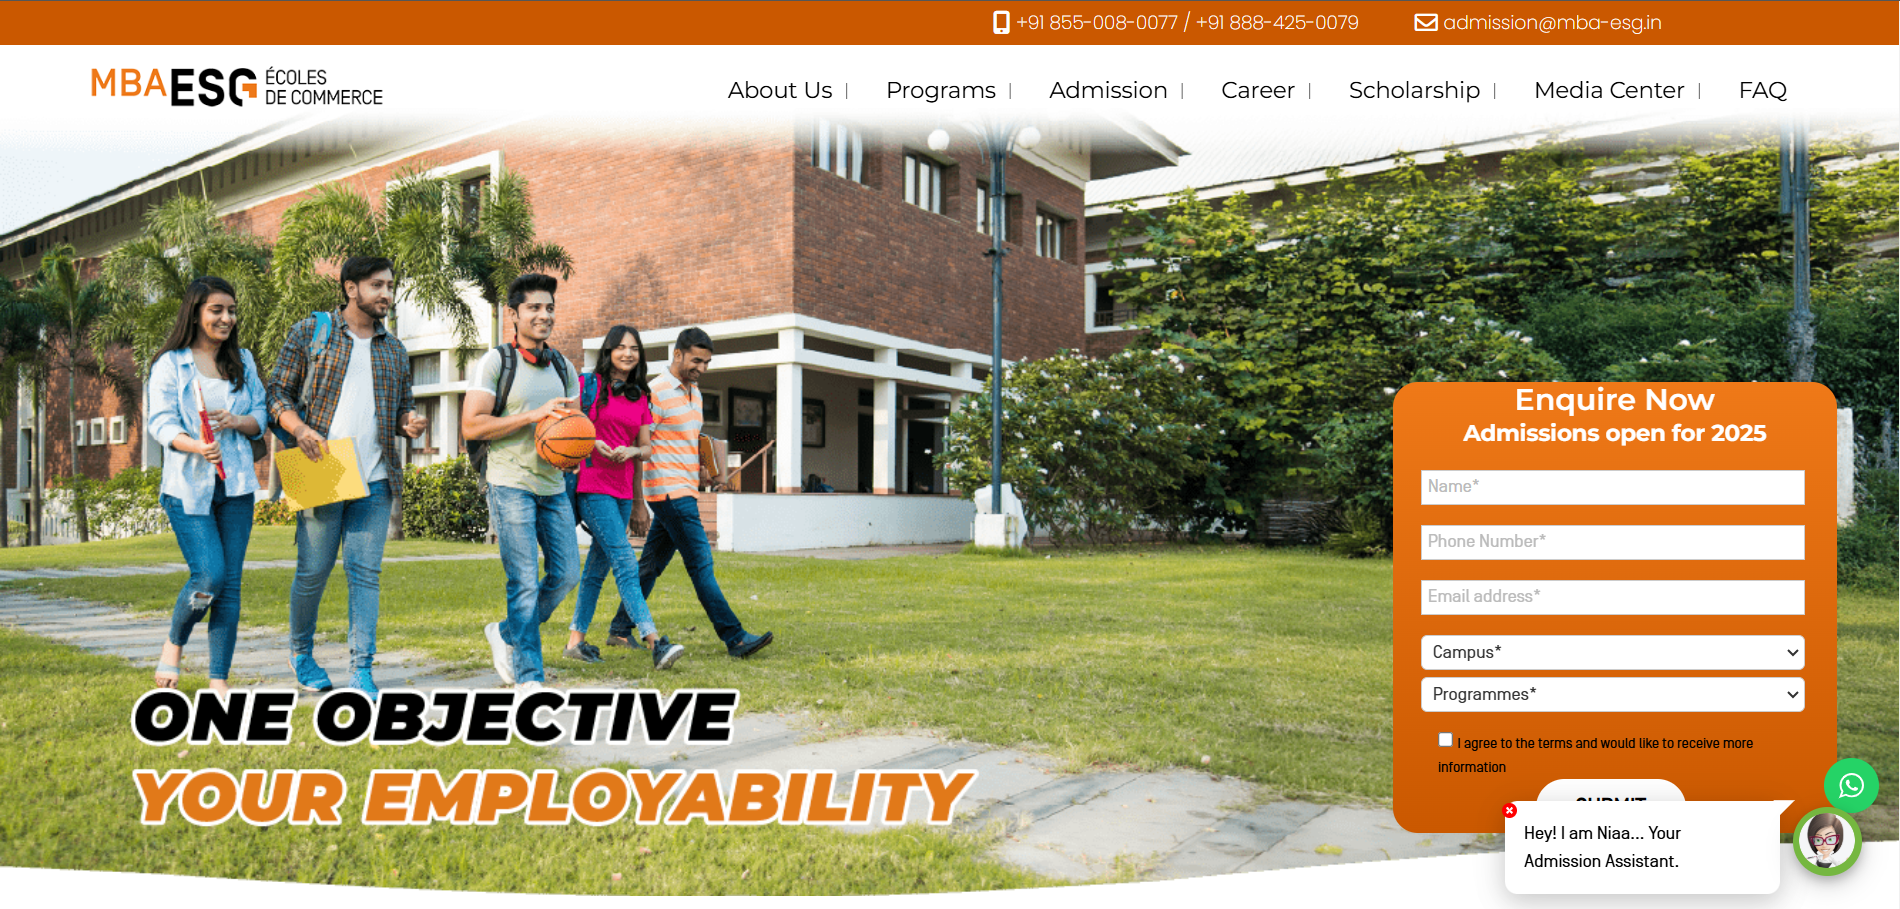 +91 855-008-0077 / +91 888-425-0079
admission@mba-esg.in
MBAESG ÉCOLES
DE COMMERCE
About Us
Programs
Admission
Career
Scholarship
Media Center
FAQ
ONE OBJECTIVE
YOUR EMPLOYABILITY
Enquire Now
Admissions open for 2025
Name*
Phone Number*
Email address*
Campus*
Programmes*
I agree to the terms and would like to receive more
information
SUBMIT
Hey! I am Niaa... Your
Admission Assistant.